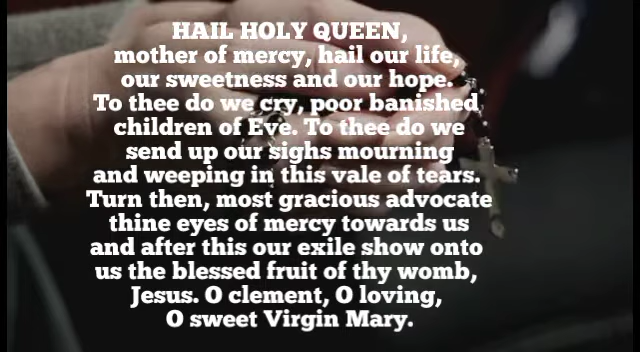 HAIL HOLY QUEEN,
mother of mercy, hail our life,
our sweetness and our hope.
To thee do we cry, poor banished
children of Eve. To thee do we
send up our sighs mourning
and weeping in this vale of tears.
Turn then, most gracious advocate
thine eyes of mercy towards us
and after this our exile show onto
us the blessed fruit of thy womb,
Jesus. O clement, O loving,
O sweet Virgin Mary.